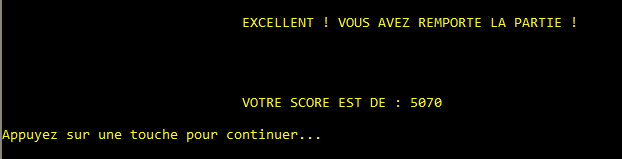 EXCELLENT ! VOUS AVEZ REMPORTE LA PARTIE !
VOTRE SCORE EST DE : 5070
Appuyez sur une touche pour continuer...